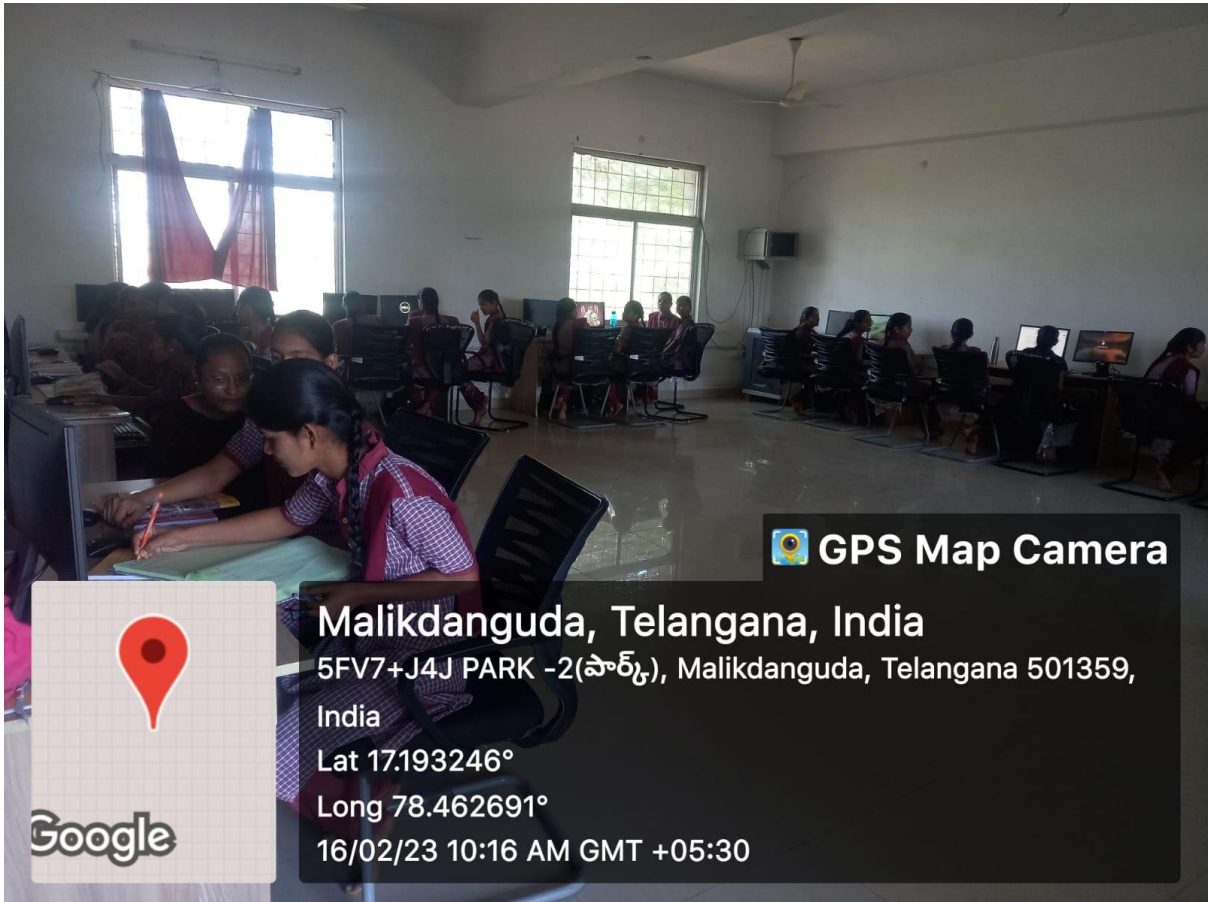 DELL
GPS Map Camera
Malikdanguda, Telangana, India
5FV7+J4J PARK -2(పార్క్), Malikdanguda, Telangana 501359,
India
Lat 17.193246°
Long 78.462691°
16/02/23 10:16 AM GMT +05:30
Google